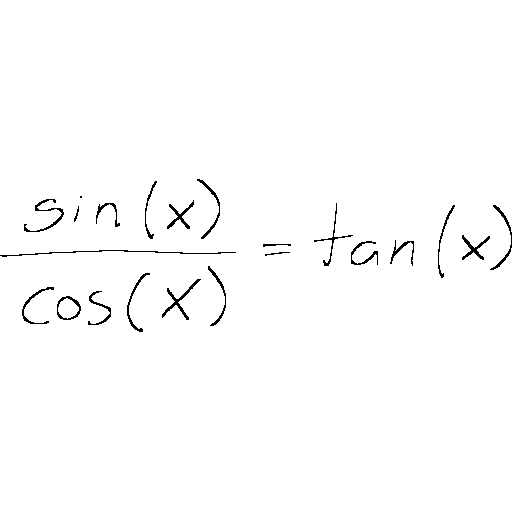 sin(x)
cos(x) = tan(x)